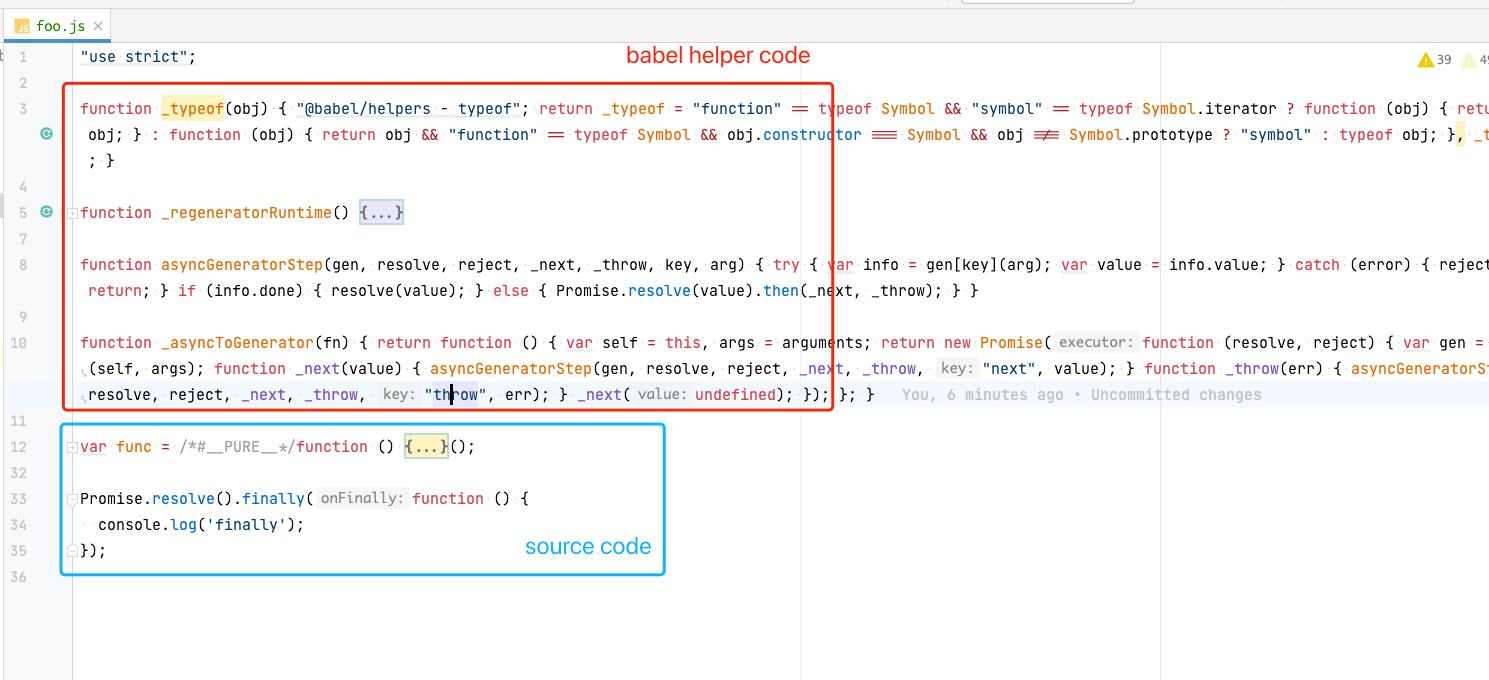 foo.js
babel helper code
39
1 "use strict";
2
3 function _typeof(obj) { "@babel/helpers - typeof"; return _typeof = "function" == typeof Symbol && "symbol" == typeof Symbol.iterator ? function (obj) { retu
obj; } : function (obj) { return obj && "function" == typeof Symbol && obj.constructor === Symbol && obj !== Symbol.prototype ? "symbol" : typeof obj; }, _t
; }
4
5 function _regeneratorRuntime() {...}
7
8 function asyncGeneratorStep(gen, resolve, reject, _next, _throw, key, arg) { try { var info = gen[key](arg); var value = info.value; } catch (error) { reject
return; } if (info.done) { resolve(value); } else { Promise.resolve(value).then(_next, _throw); } }
9
10 function _asyncToGenerator(fn) { return function () { var self = this, args = arguments; return new Promise( executor: function (resolve, reject) { var gen =
(self, args); function _next(value) { asyncGeneratorStep(gen, resolve, reject, _next, _throw, key: "next", value); } function _throw(err) { asyncGeneratorSt
resolve, reject, _next, _throw, key: "throw", err); } _next( value: undefined); }); }; } You, 6 minutes ago • Uncommitted changes
11
12 var func = /*#__PURE__*/function () {...}();
32
33 Promise.resolve().finally( onFinally: function () {
34 console.log('finally');
35 });
source code
36